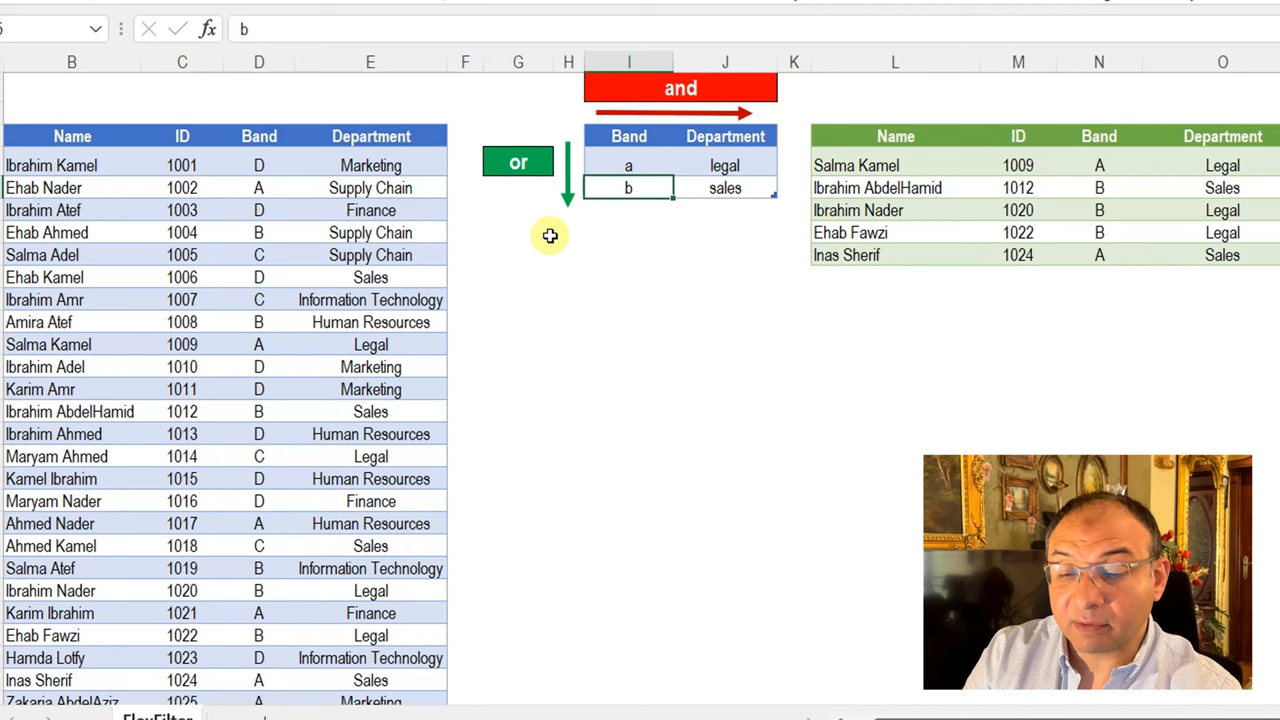 b
B C D E F G H I J K L M N O
and
Name ID Band Department
or
Band Department
Name ID Band Department
Ibrahim Kamel 1001 D Marketing a legal Salma Kamel 1009 A Legal
Ehab Nader 1002 A Supply Chain b sales Ibrahim AbdelHamid 1012 B Sales
Ibrahim Atef 1003 D Finance Ibrahim Nader 1020 B Legal
Ehab Ahmed 1004 B Supply Chain Ehab Fawzi 1022 B Legal
Salma Adel 1005 C Supply Chain Inas Sherif 1024 A Sales
Ehab Kamel 1006 D Sales
Ibrahim Amr 1007 C Information Technology
Amira Atef 1008 B Human Resources
Salma Kamel 1009 A Legal
Ibrahim Adel 1010 D Marketing
Karim Amr 1011 D Marketing
Ibrahim AbdelHamid 1012 B Sales
Ibrahim Ahmed 1013 D Human Resources
Maryam Ahmed 1014 C Legal
Kamel Ibrahim 1015 D Human Resources
Maryam Nader 1016 D Finance
Ahmed Nader 1017 A Human Resources
Ahmed Kamel 1018 C Sales
Salma Atef 1019 B Information Technology
Ibrahim Nader 1020 B Legal
Karim Ibrahim 1021 A Finance
Ehab Fawzi 1022 B Legal
Hamda Lotfy 1023 D Information Technology
Inas Sherif 1024 A Sales
Zakaria AbdelAziz 1025 A Marketing
FlexFilter